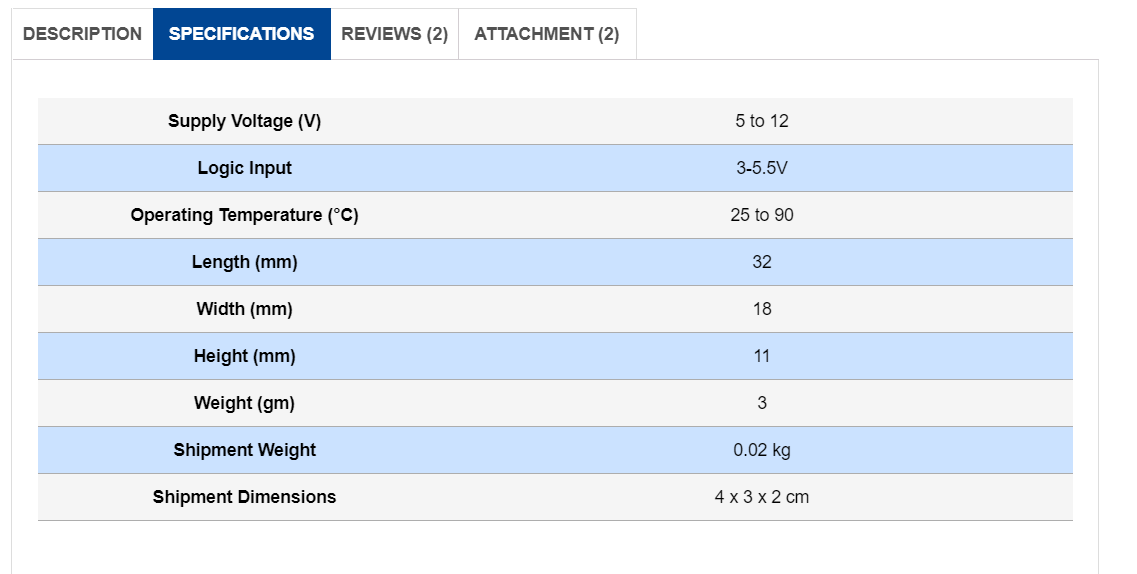 DESCRIPTION SPECIFICATIONS REVIEWS (2) ATTACHMENT (2)
Supply Voltage (V) 5 to 12
Logic Input 3-5.5V
Operating Temperature (°C) 25 to 90
Length (mm) 32
Width (mm) 18
Height (mm) 11
Weight (gm) 3
Shipment Weight 0.02 kg
Shipment Dimensions 4 x 3 x 2 cm